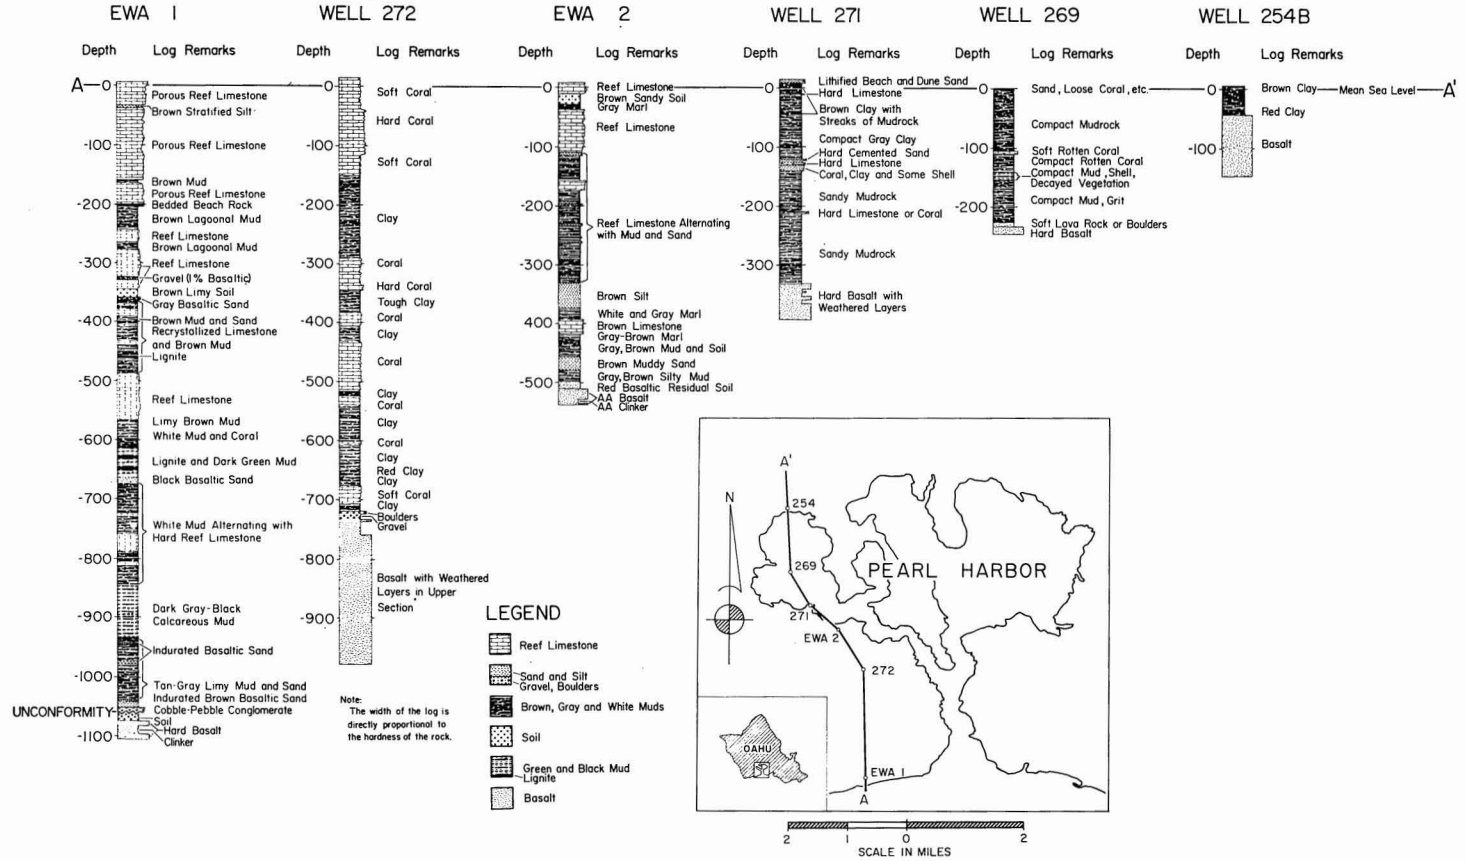 EWA 1
Depth
Log Remarks
A
0
-100
-200
-300
-400
-500
-600
-700
-800
-900
-1000
-1100
Porous Reef Limestone
Brown Stratified Silt
Porous Reef Limestone
Brown Mud
Porous Reef Limestone
Bedded Beach Rock
Brown Lagoonal Mud
Reef Limestone
Brown Lagoonal Mud
Reef Limestone
Gravel (1% Basaltic)
Brown Limy Soil
Gray Basaltic Sand
Brown Mud and Sand
Recrystallized Limestone
and Brown Mud
Lignite
Reef Limestone
Limy Brown Mud
White Mud and Coral
Lignite and Dark Green Mud
Black Basaltic Sand
White Mud Alternating with
Hard Reef Limestone
Dark Gray-Black
Calcareous Mud
Indurated Basaltic Sand
Tan-Gray Limy Mud and Sand
Indurated Brown Basaltic Sand
UNCONFORMITY
Cobble-Pebble Conglomerate
Soil
Hard Basalt
Clinker
WELL 272
Depth
Log Remarks
0
-100
-200
-300
-400
-500
-600
-700
-800
-900
Soft Coral
Hard Coral
Soft Coral
Clay
Coral
Hard Coral
Tough Clay
Coral
Clay
Coral
Clay
Coral
Clay
Coral
Clay
Red Clay
Clay
Soft Coral
Clay
Boulders
Gravel
Basalt with Weathered
Layers in Upper
Section
Note:
The width of the log is
directly proportional to
the hardness of the rock.
EWA 2
Depth
Log Remarks
0
-100
-200
-300
400
-500
Reef Limestone
Brown Sandy Soil
Gray Marl
Reef Limestone
Reef Limestone Alternating
with Mud and Sand
Brown Silt
White and Gray Marl
Brown Limestone
Gray-Brown Marl
Gray, Brown Mud and Soil
Brown Muddy Sand
Gray, Brown Silty Mud
Red Basaltic Residual Soil
AA Basalt
AA Clinker
WELL 271
Depth
Log Remarks
0
-100
-200
-300
Lithified Beach and Dune Sand
Hard Limestone
Brown Clay with
Streaks of Mudrock
Compact Gray Clay
Hard Cemented Sand
Hard Limestone
Coral, Clay and Some Shell
Sandy Mudrock
Hard Limestone or Coral
Sandy Mudrock
Hard Basalt with
Weathered Layers
WELL 269
Depth
Log Remarks
0
-100
-200
Sand, Loose Coral, etc.
Compact Mudrock
Soft Rotten Coral
Compact Rotten Coral
Compact Mud, Shell,
Decayed Vegetation
Compact Mud, Grit
Soft Lava Rock or Boulders
Hard Basalt
WELL 254B
Depth
Log Remarks
0
-100
Brown Clay
Mean Sea Level
A'
Red Clay
Basalt
LEGEND
Reef Limestone
Sand and Silt
Gravel, Boulders
Brown, Gray and White Muds
Soil
Green and Black Mud
Lignite
Basalt
A'
N
254
269
PEARL HARBOR
271
EWA 2
272
OAHU
EWA 1
A
2 1 0 2
SCALE IN MILES